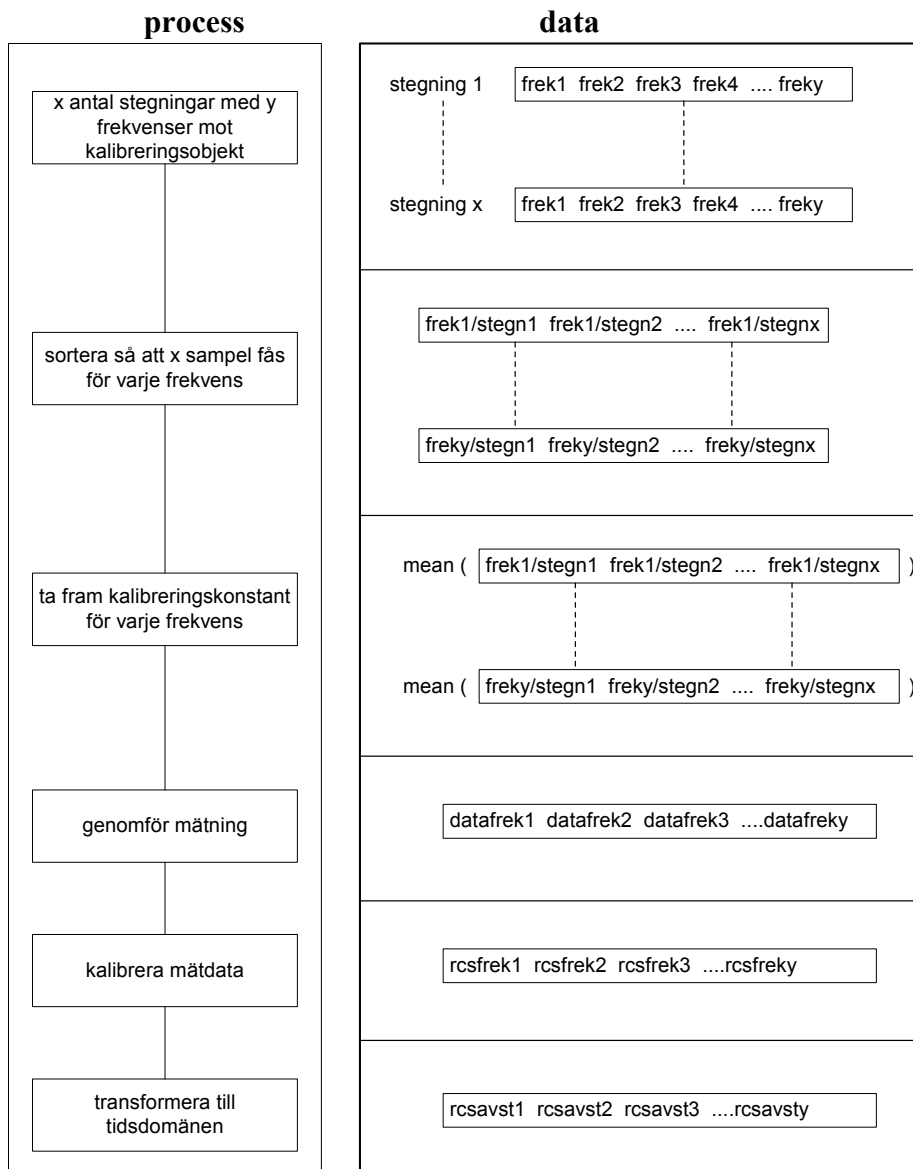 process
data
x antal stegningar med y
frekvenser mot
kalibreringsobjekt
stegning 1 frek1 frek2 frek3 frek4 .... freky
stegning x frek1 frek2 frek3 frek4 .... freky
sortera så att x sampel fås
för varje frekvens
frek1/stegn1 frek1/stegn2 .... frek1/stegnx
freky/stegn1 freky/stegn2 .... freky/stegnx
ta fram kalibreringskonstant
för varje frekvens
mean ( frek1/stegn1 frek1/stegn2 .... frek1/stegnx )
mean ( freky/stegn1 freky/stegn2 .... freky/stegnx )
genomför mätning
datafrek1 datafrek2 datafrek3 ....datafreky
kalibrera mätdata
rcsfrek1 rcsfrek2 rcsfrek3 ....rcsfreky
transformera till
tidsdomänen
rcsavst1 rcsavst2 rcsavst3 ....rcsavsty